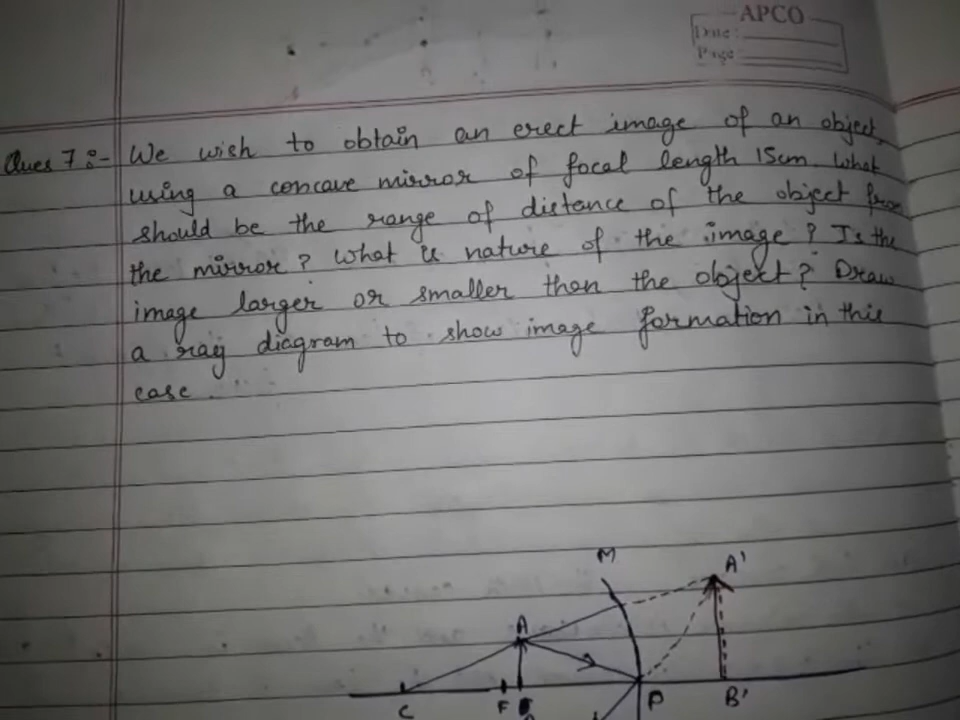 APCO
Date:
Page:
Ques 7:- We wish to obtain an erect image of an object,
using a concave mirror of focal length 15cm. What
should be the range of distance of the object from
the mirror? What is nature of the image? Is the
image larger or smaller than the object? Draw
a ray diagram to show image formation in this
case.
M
A'
A
C
F
P
B'